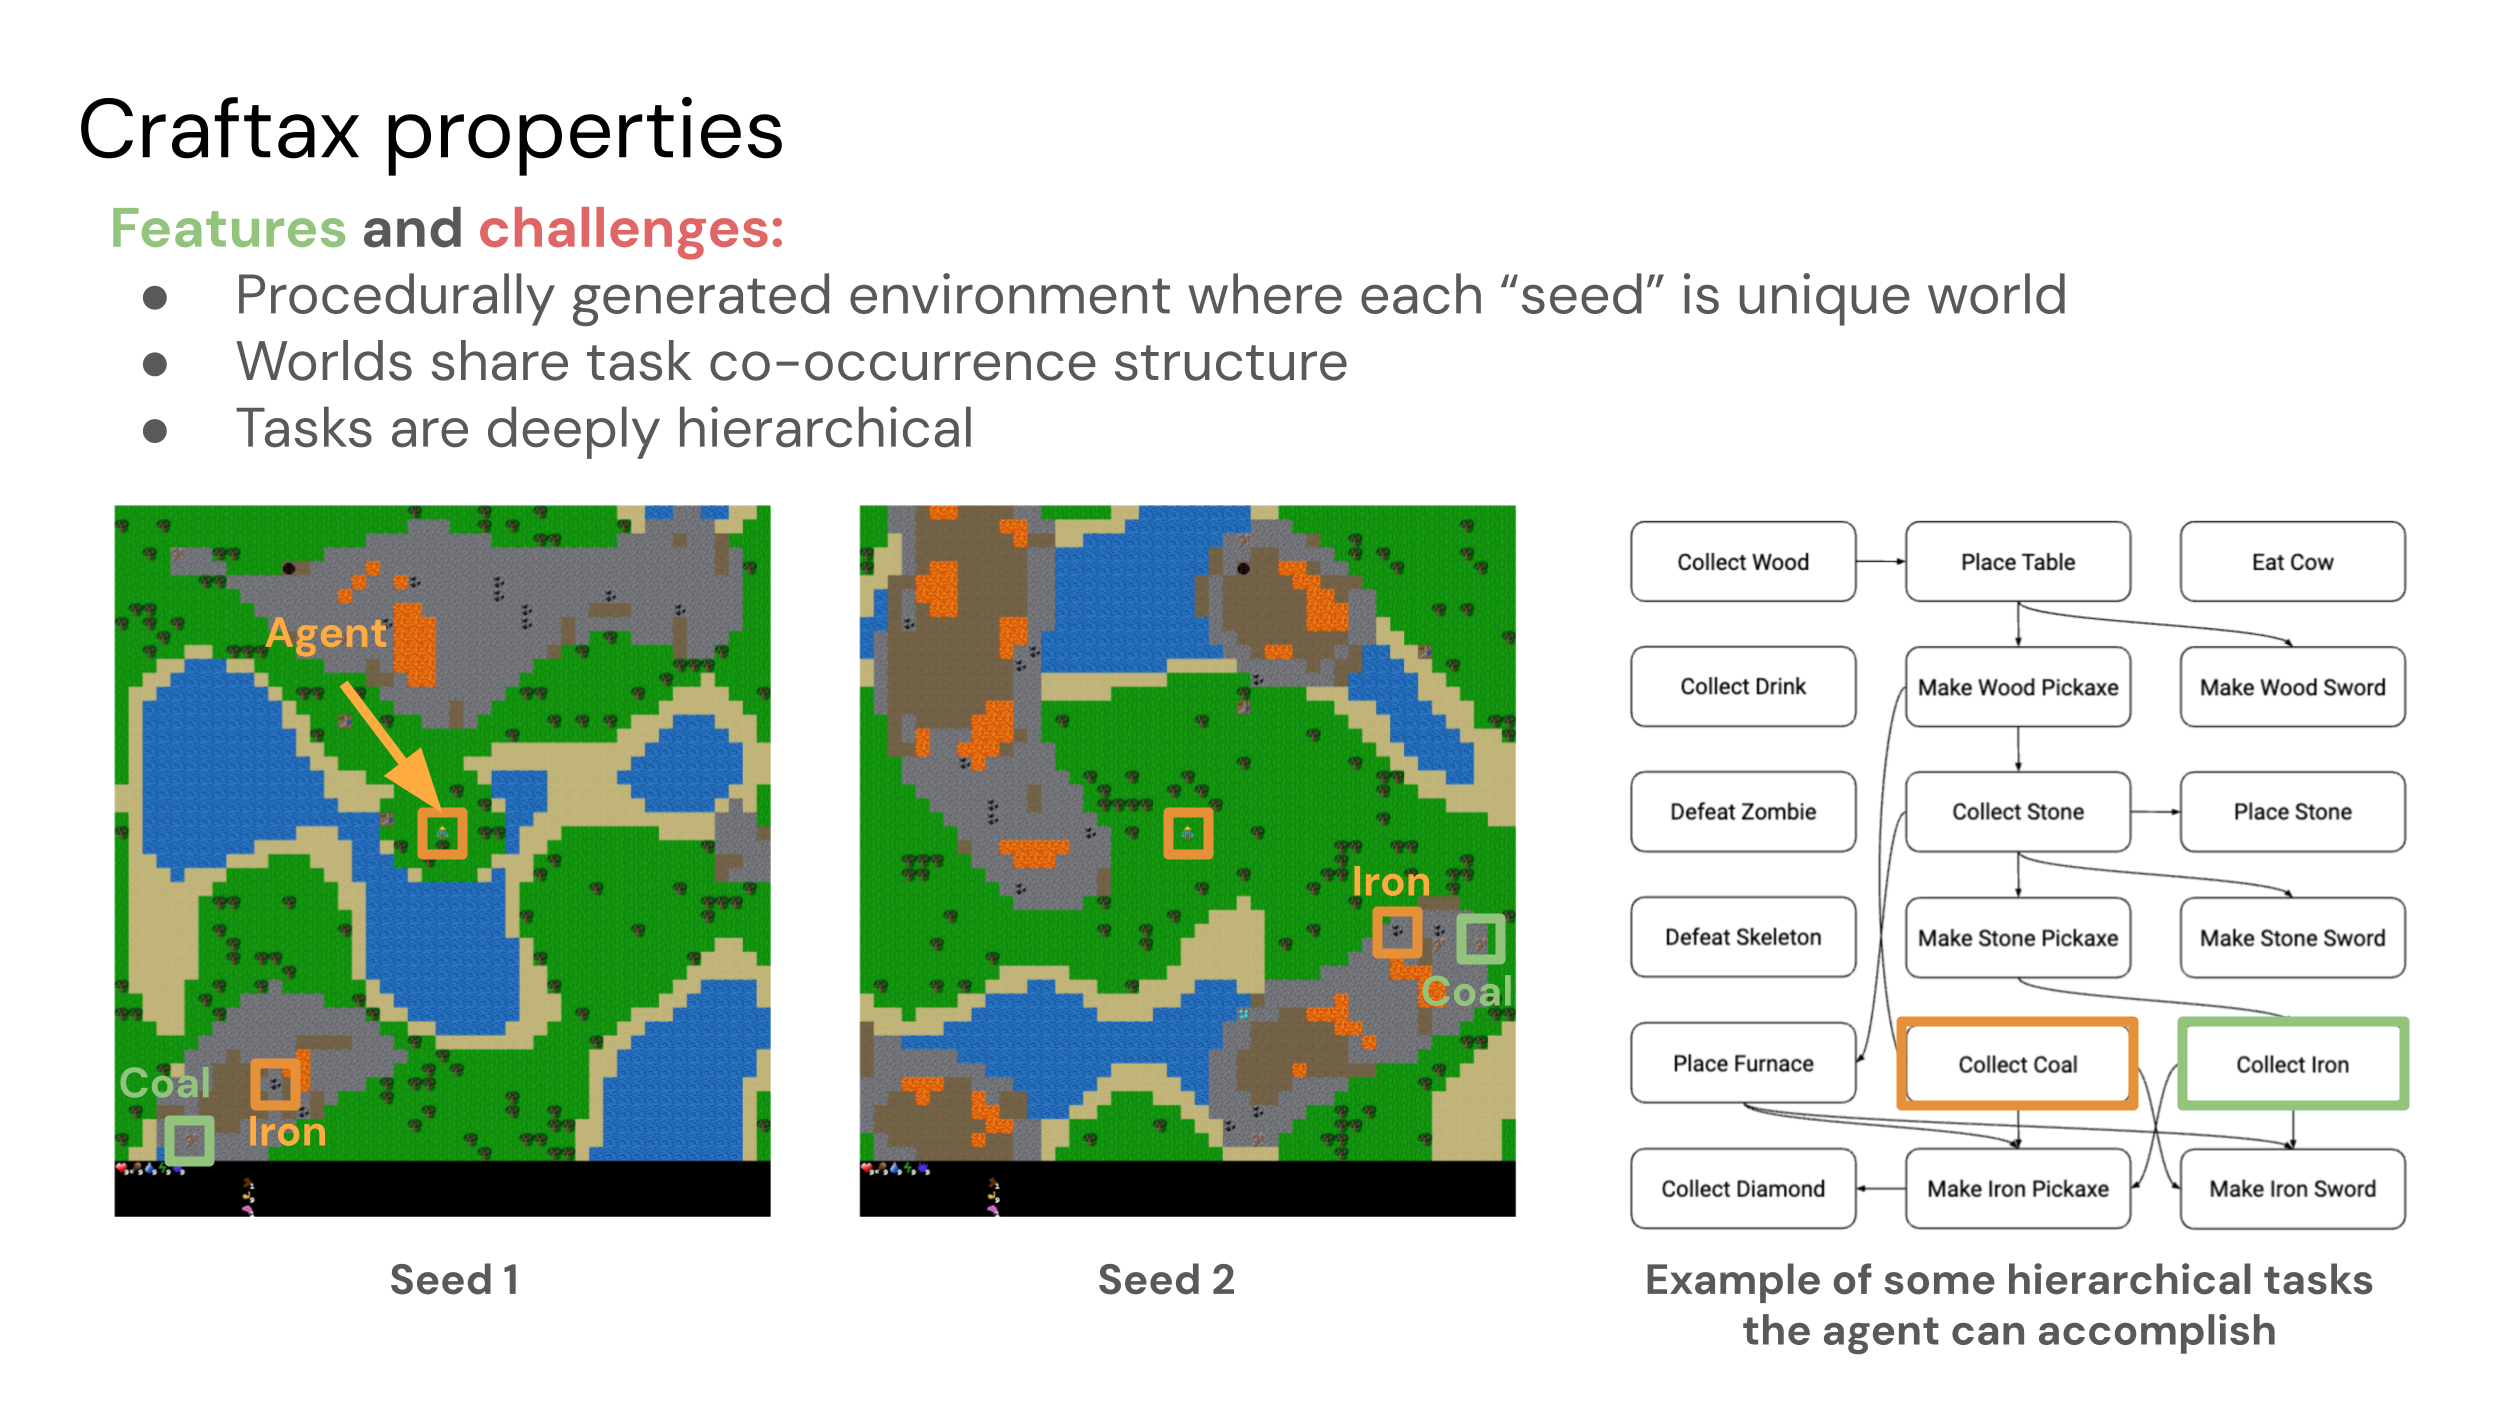 Craftax properties
Features and challenges:
● Procedurally generated environment where each “seed” is unique world
● Worlds share task co-occurrence structure
● Tasks are deeply hierarchical
Agent
Coal
Iron
Seed 1
Iron
Coal
Seed 2
Collect Wood
Place Table
Eat Cow
Collect Drink
Make Wood Pickaxe
Make Wood Sword
Defeat Zombie
Collect Stone
Place Stone
Defeat Skeleton
Make Stone Pickaxe
Make Stone Sword
Place Furnace
Collect Coal
Collect Iron
Collect Diamond
Make Iron Pickaxe
Make Iron Sword
Example of some hierarchical tasks
the agent can accomplish